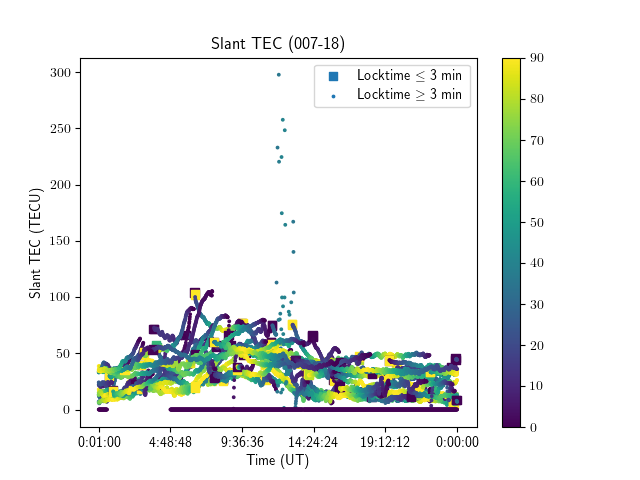 Slant TEC (007-18)
Locktime ≤ 3 min
Locktime ≥ 3 min
Slant TEC (TECU)
300
250
200
150
100
50
0
0:01:00 4:48:48 9:36:36 14:24:24 19:12:12 0:00:00
Time (UT)
90
80
70
60
50
40
30
20
10
0